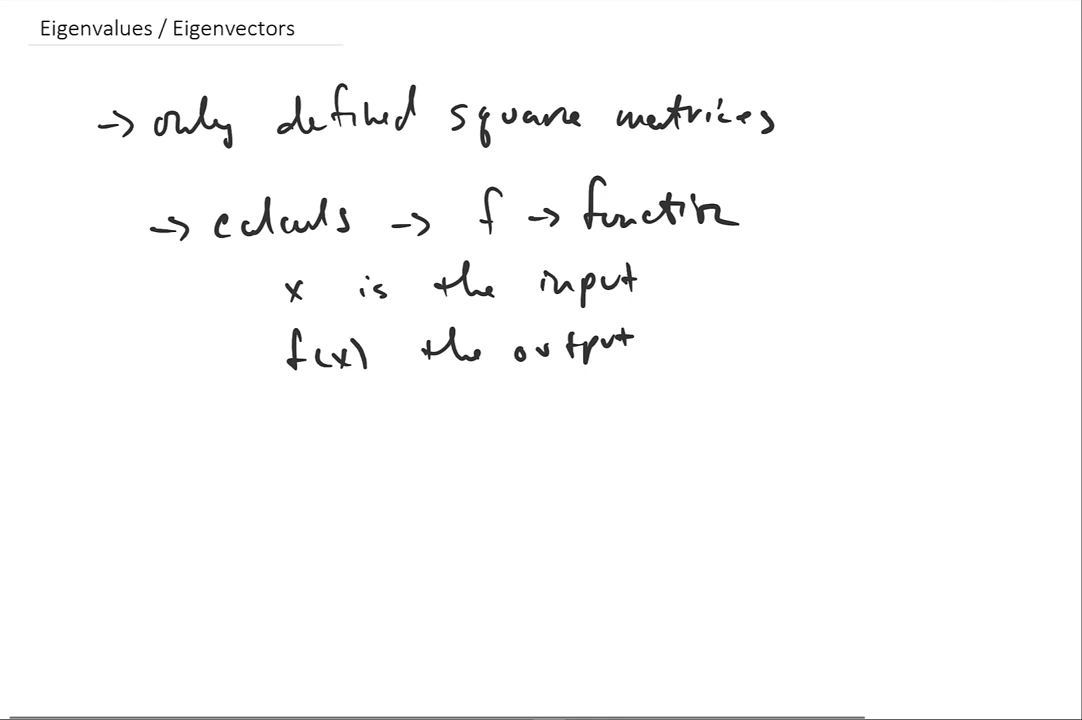 Eigenvalues / Eigenvectors
→ only defined square matrices
→ calculus → f → function
x is the input
f(x) the output